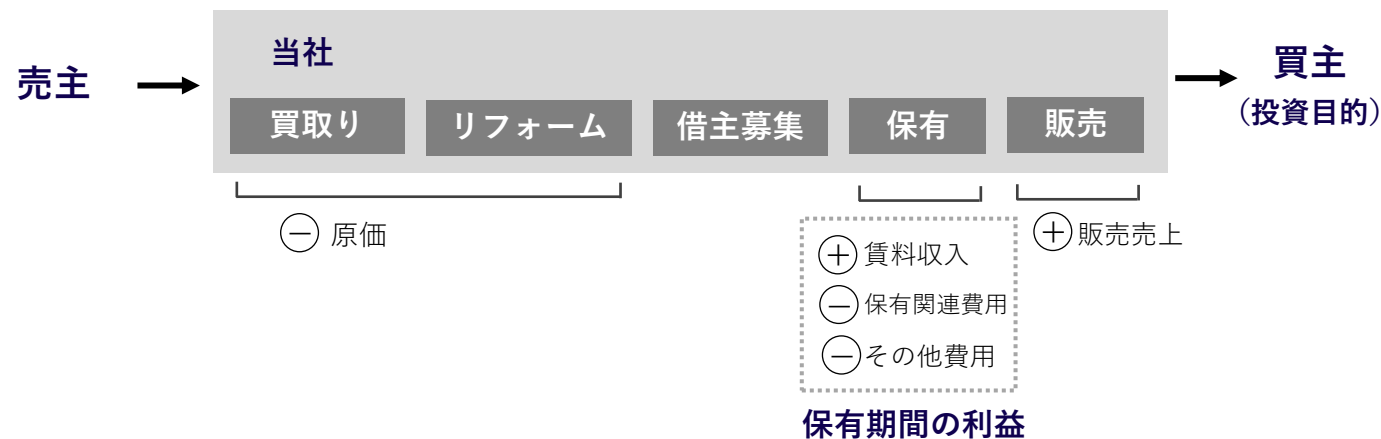 当社
売主
買主
（投資目的）
買取り
リフォーム
借主募集
保有
販売
－ 原価
＋ 賃料収入
－ 保有関連費用
－ その他費用
＋ 販売売上
保有期間の利益